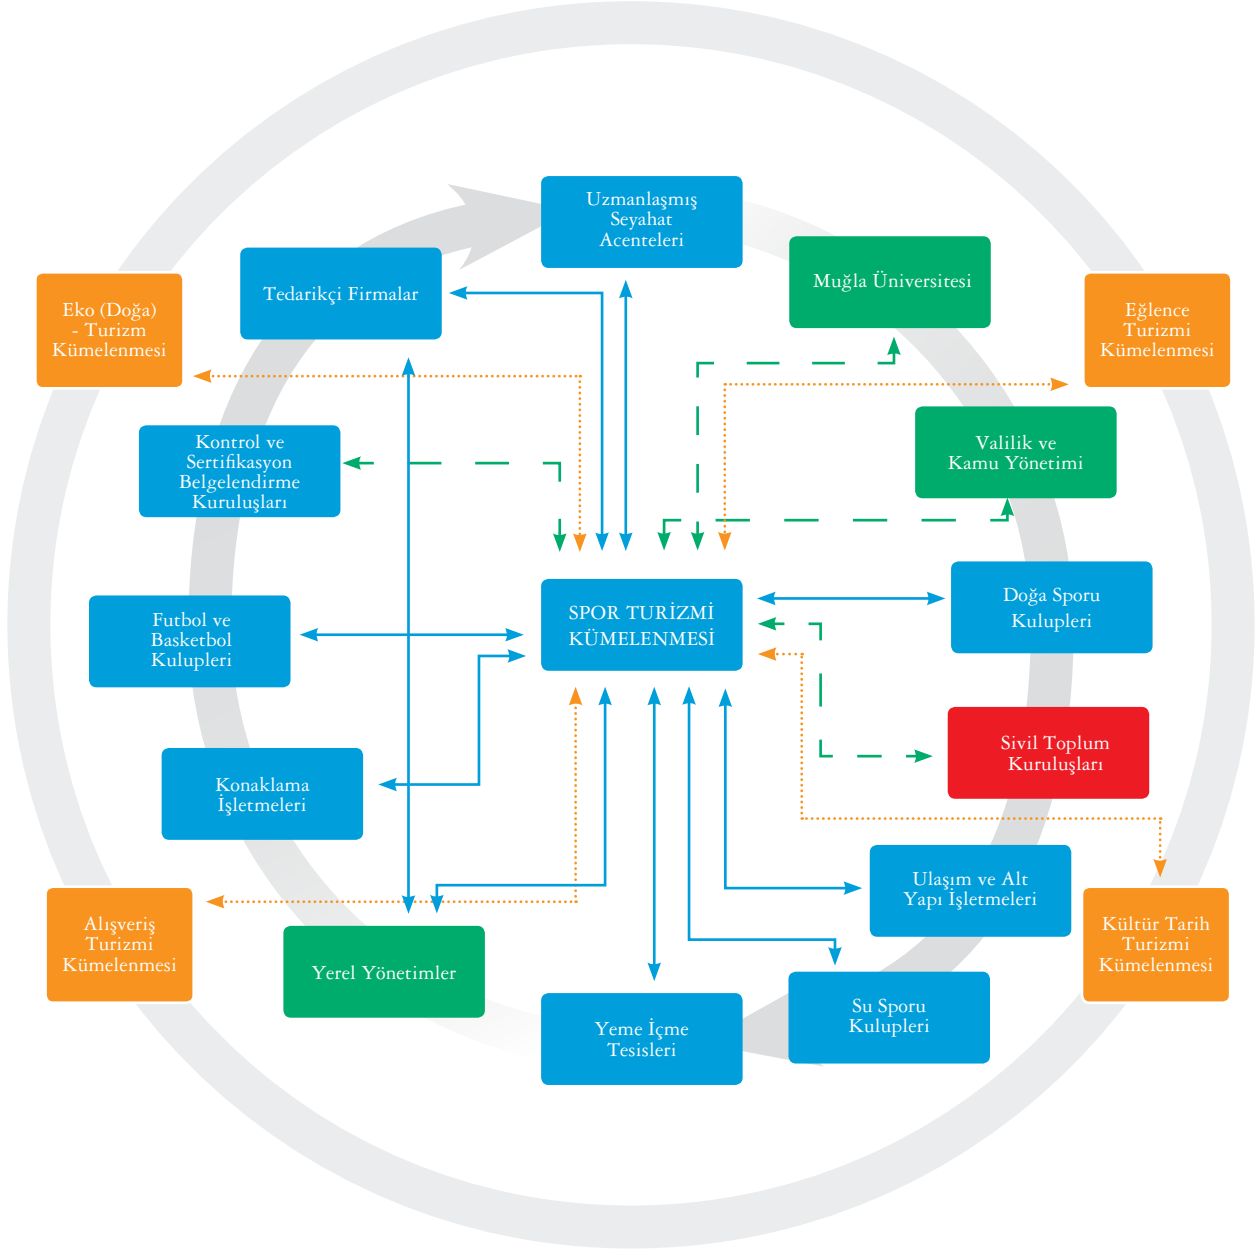 Uzmanlaşmış
Seyahat
Acenteleri
Muğla Üniversitesi
Tedarikçi Firmalar
Eko (Doğa)
- Turizm
Kümelenmesi
Eğlence
Turizmi
Kümelenmesi
Kontrol ve
Sertifikasyon
Belgelendirme
Kuruluşları
Valilik ve
Kamu Yönetimi
SPOR TURİZMİ
KÜMELENMESİ
Doğa Sporu
Kulupleri
Futbol ve
Basketbol
Kulupleri
Sivil Toplum
Kuruluşları
Konaklama
İşletmeleri
Ulaşım ve Alt
Yapı İşletmeleri
Alışveriş
Turizmi
Kümelenmesi
Kültür Tarih
Turizmi
Kümelenmesi
Yerel Yönetimler
Su Sporu
Kulupleri
Yeme İçme
Tesisleri